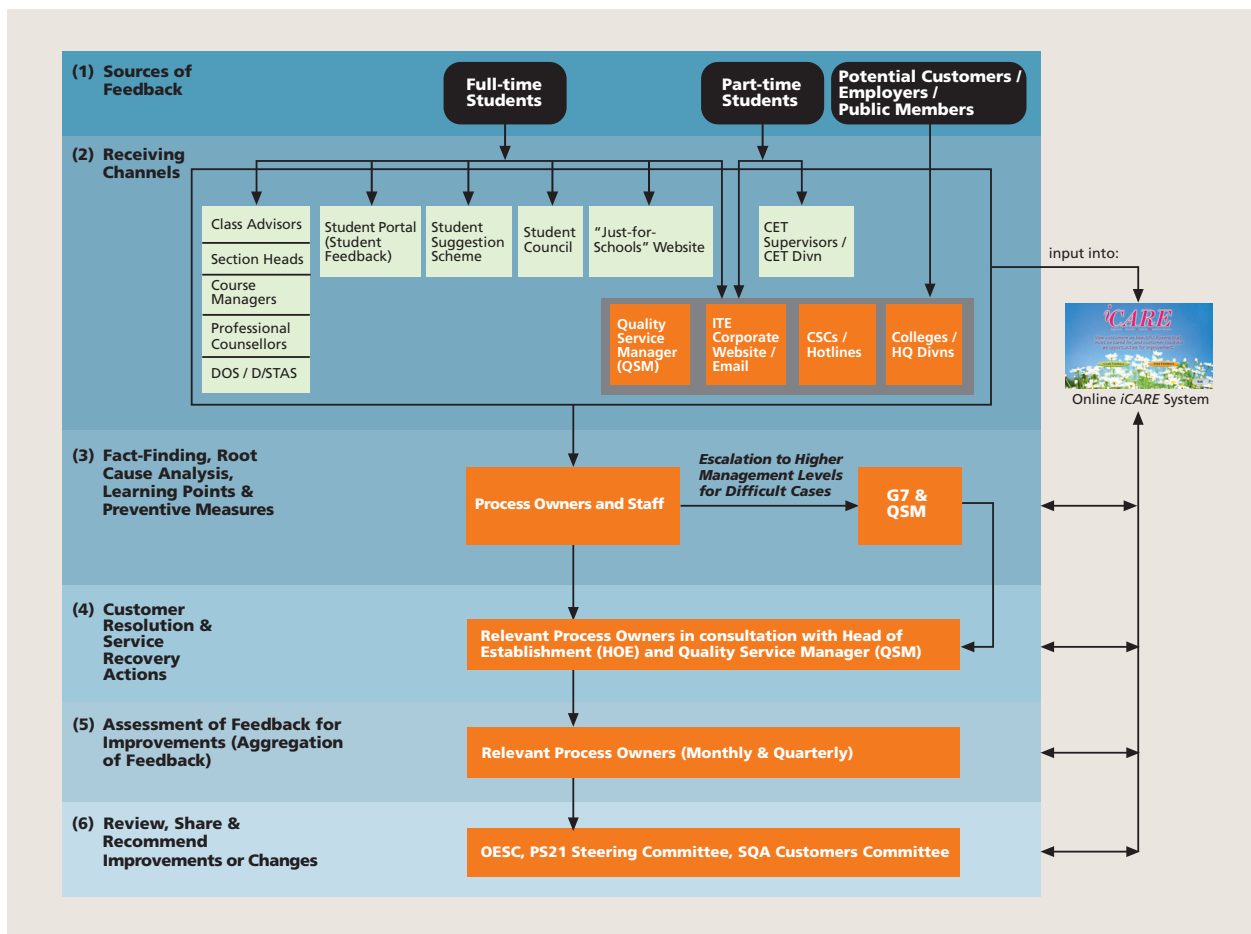 (1) Sources of
Feedback
Full-time
Students
Part-time
Students
Potential Customers /
Employers /
Public Members
(2) Receiving
Channels
Class Advisors
Section Heads
Course
Managers
Professional
Counsellors
DOS / D/STAS
Student Portal
(Student
Feedback)
Student
Suggestion
Scheme
Student
Council
“Just-for-
Schools” Website
CET
Supervisors /
CET Divn
Quality
Service
Manager
(QSM)
ITE
Corporate
Website /
Email
CSCs /
Hotlines
Colleges /
HQ Divns
input into:
iCARE
Online iCARE System
(3) Fact-Finding, Root
Cause Analysis,
Learning Points &
Preventive Measures
Process Owners and Staff
Escalation to Higher
Management Levels
for Difficult Cases
G7 &
QSM
(4) Customer
Resolution &
Service
Recovery
Actions
Relevant Process Owners in consultation with Head of
Establishment (HOE) and Quality Service Manager (QSM)
(5) Assessment of Feedback for
Improvements (Aggregation
of Feedback)
Relevant Process Owners (Monthly & Quarterly)
(6) Review, Share &
Recommend
Improvements or Changes
OESC, PS21 Steering Committee, SQA Customers Committee